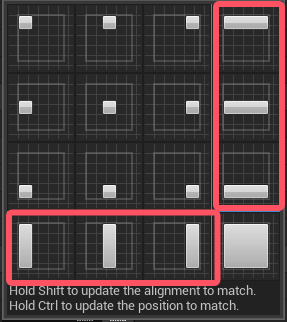 Hold Shift to update the alignment to match.
Hold Ctrl to update the position to match.